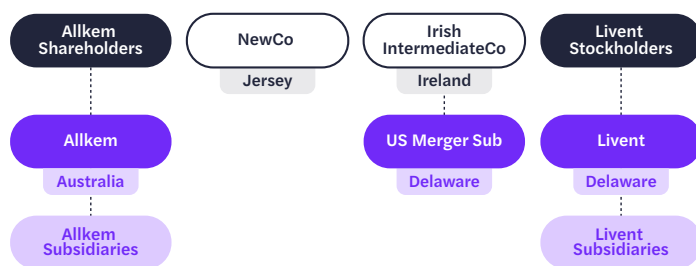 Allkem
Shareholders
NewCo
Jersey
Irish
IntermediateCo
Ireland
Livent
Stockholders
Allkem
Australia
US Merger Sub
Delaware
Livent
Delaware
Allkem
Subsidiaries
Livent
Subsidiaries